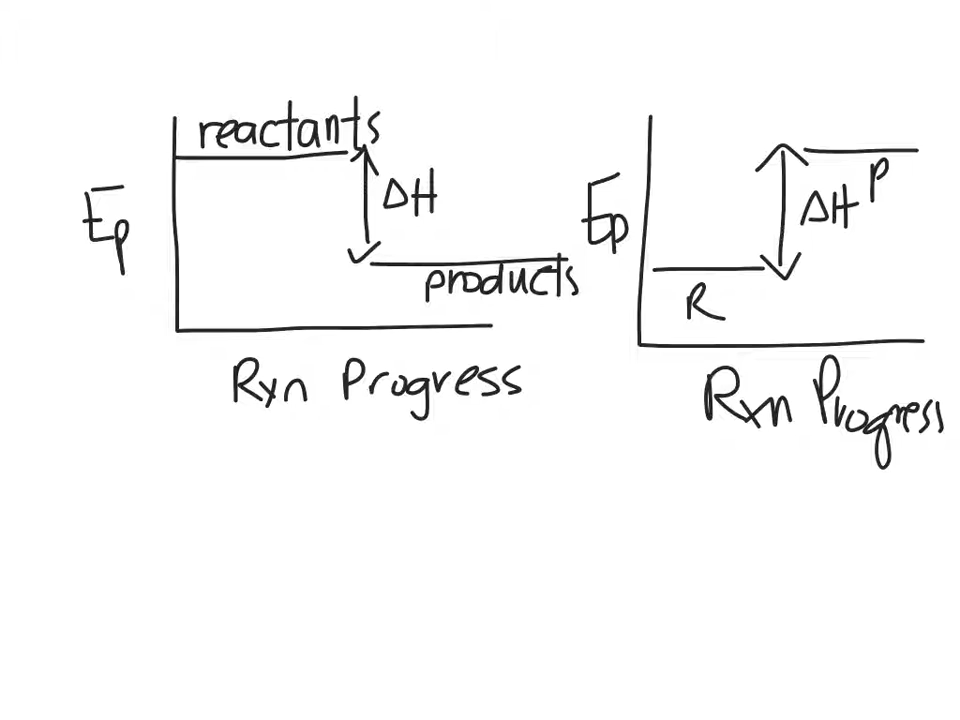 reactants
ΔH
Ep
products
Rxn Progress
Ep
ΔH
P
R
Rxn Progress